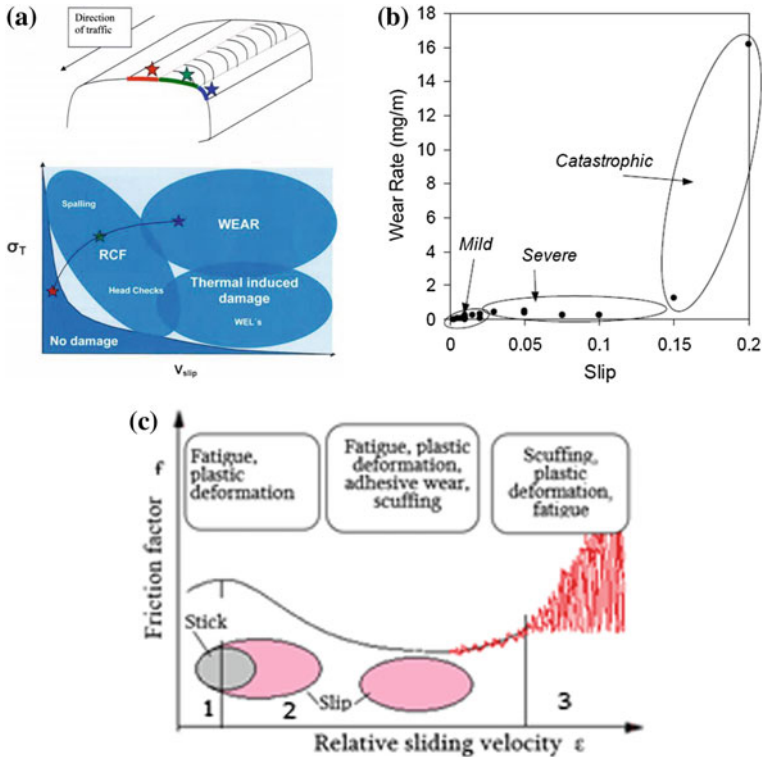 (a)
Direction
of traffic
Spalling
WEAR
σT
RCF
Head Checks
Thermal induced
damage
WEL´s
No damage
vslip
(b)
16
14
12
10
8
6
4
2
0
Wear Rate (mg/m)
Catastrophic
Mild
Severe
0
0.05
0.1
0.15
0.2
Slip
(c)
f
Friction factor
Fatigue,
plastic
deformation
Fatigue, plastic
deformation,
adhesive wear,
scuffing
Scuffing,
plastic
deformation,
fatigue
Stick
Slip
1
2
3
Relative sliding velocity ε